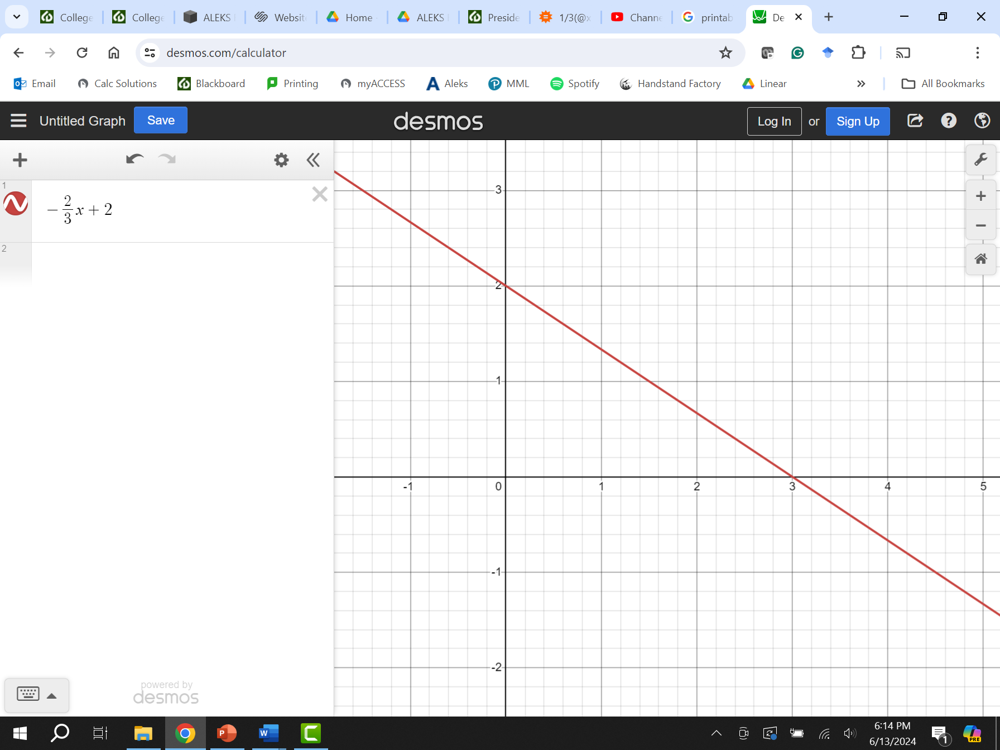 College College ALEKS Website Home ALEKS Preside 1/3(@x Channe printab De
desmos.com/calculator
Email Calc Solutions Blackboard Printing myACCESS Aleks MML Spotify Handstand Factory Linear All Bookmarks
Untitled Graph Save desmos Log In or Sign Up
1
-2/3x + 2
2
3
2
1
-1 0 1 2 3 4 5
-1
-2
powered by
desmos
6:14 PM
6/13/2024
1
PRE